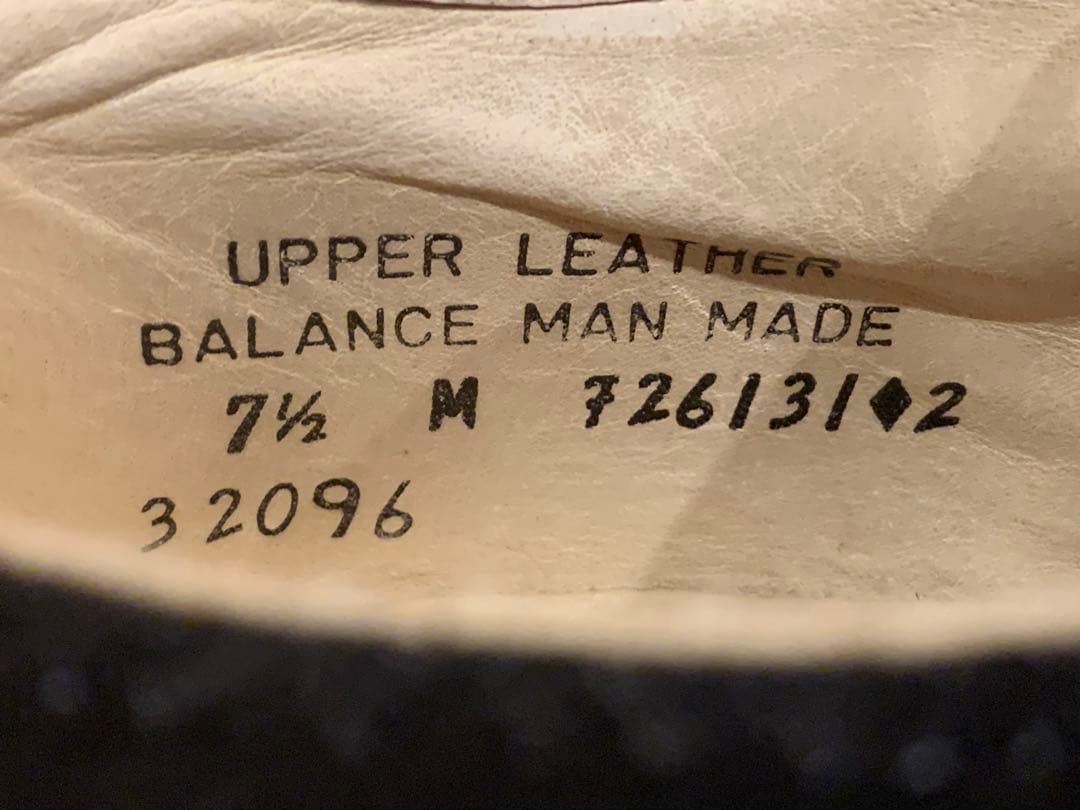 UPPER LEATHER
BALANCE MAN MADE
7½ M 726131♦2
32096